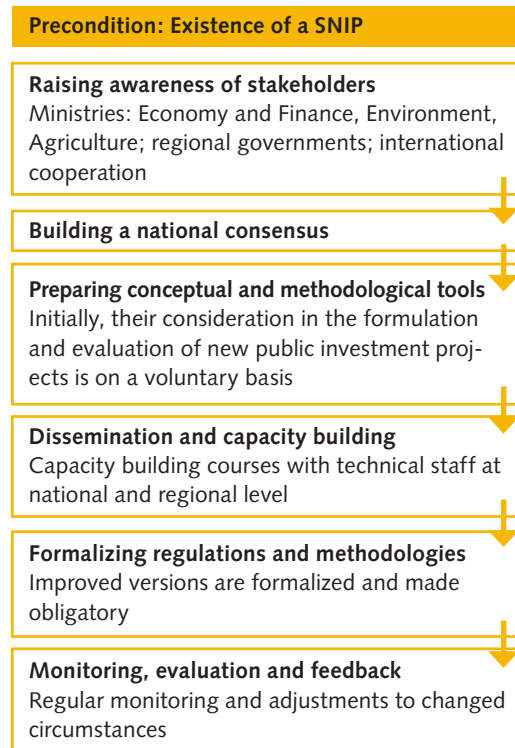 Precondition: Existence of a SNIP
Raising awareness of stakeholders
Ministries: Economy and Finance, Environment,
Agriculture; regional governments; international
cooperation
Building a national consensus
Preparing conceptual and methodological tools
Initially, their consideration in the formulation
and evaluation of new public investment proj-
ects is on a voluntary basis
Dissemination and capacity building
Capacity building courses with technical staff at
national and regional level
Formalizing regulations and methodologies
Improved versions are formalized and made
obligatory
Monitoring, evaluation and feedback
Regular monitoring and adjustments to changed
circumstances